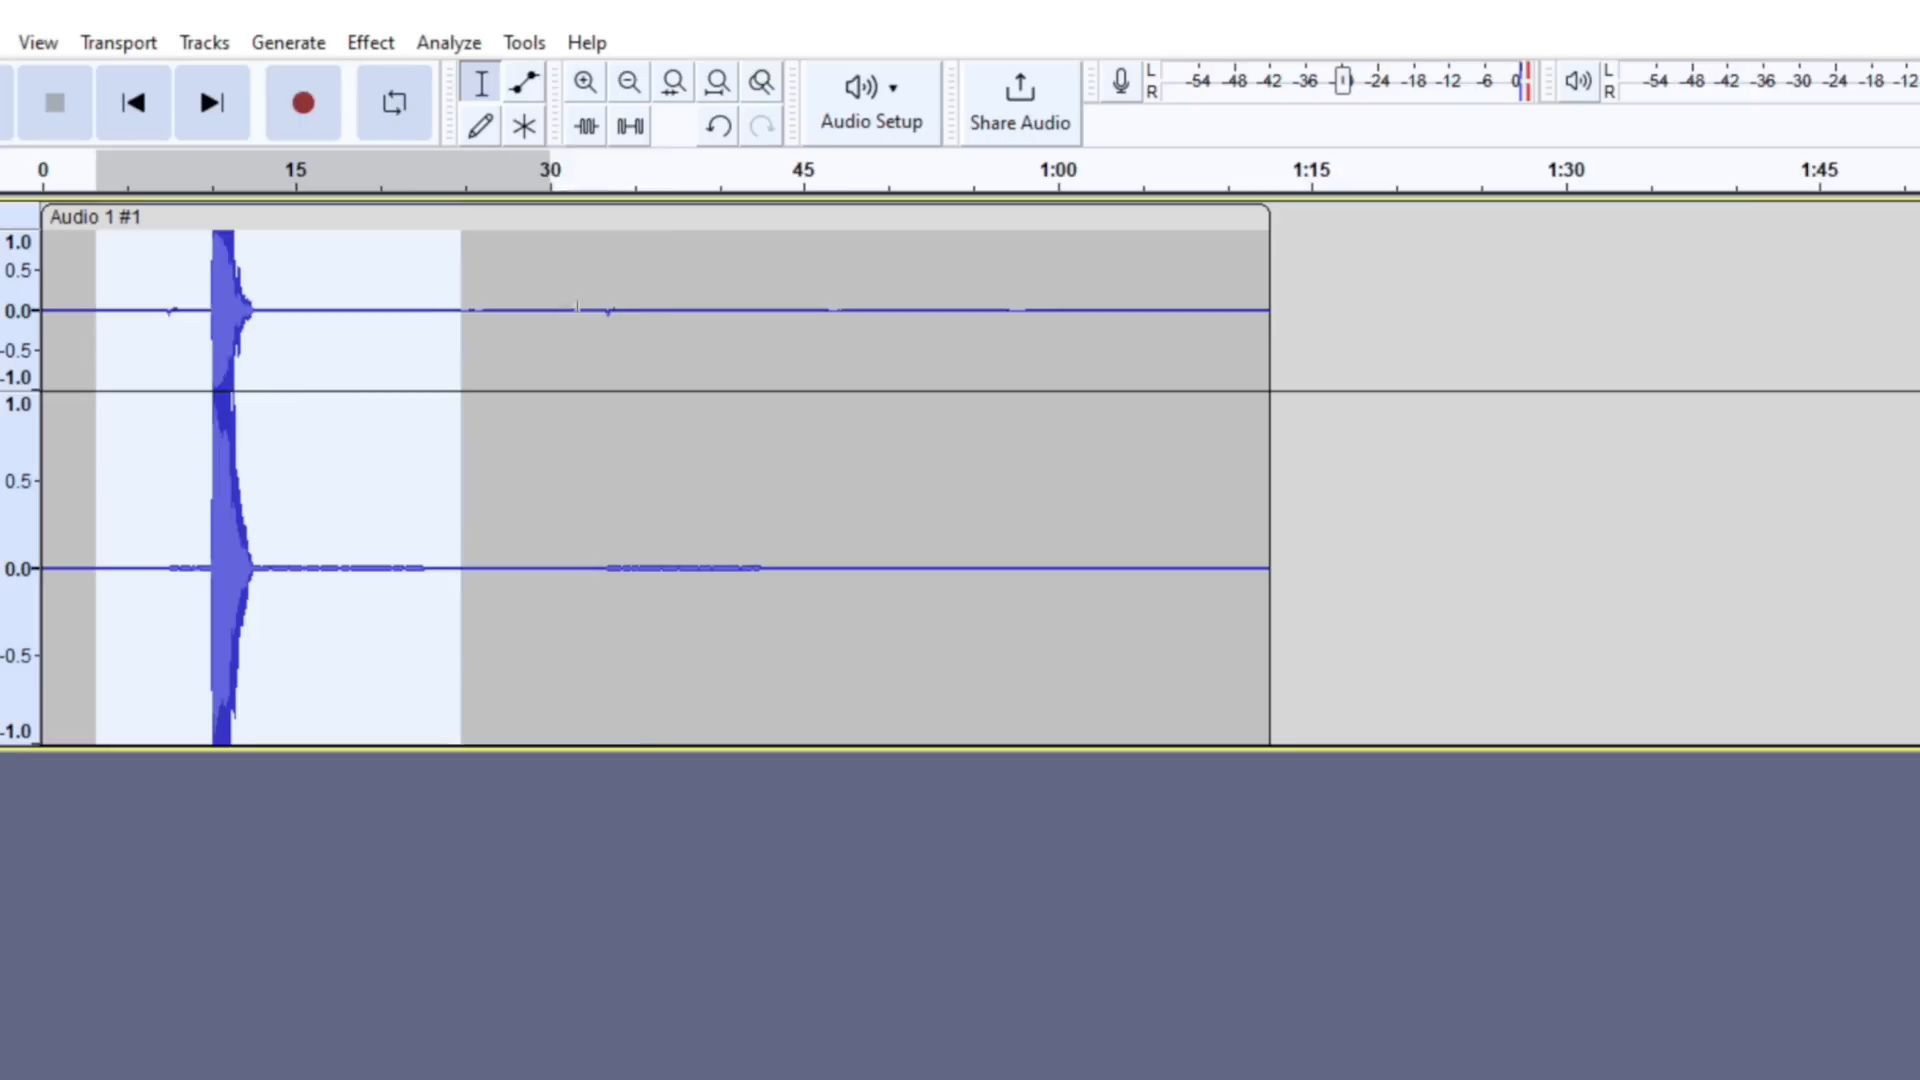 View Transport Tracks Generate Effect Analyze Tools Help
Audio Setup
Share Audio
L
R
-54 -48 -42 -36 -24 -18 -12 -6 0
L
R
-54 -48 -42 -36 -30 -24 -18 -12
0 15 30 45 1:00 1:15 1:30 1:45
Audio 1 #1
1.0
0.5
0.0
-0.5
-1.0
1.0
0.5
0.0
-0.5
-1.0